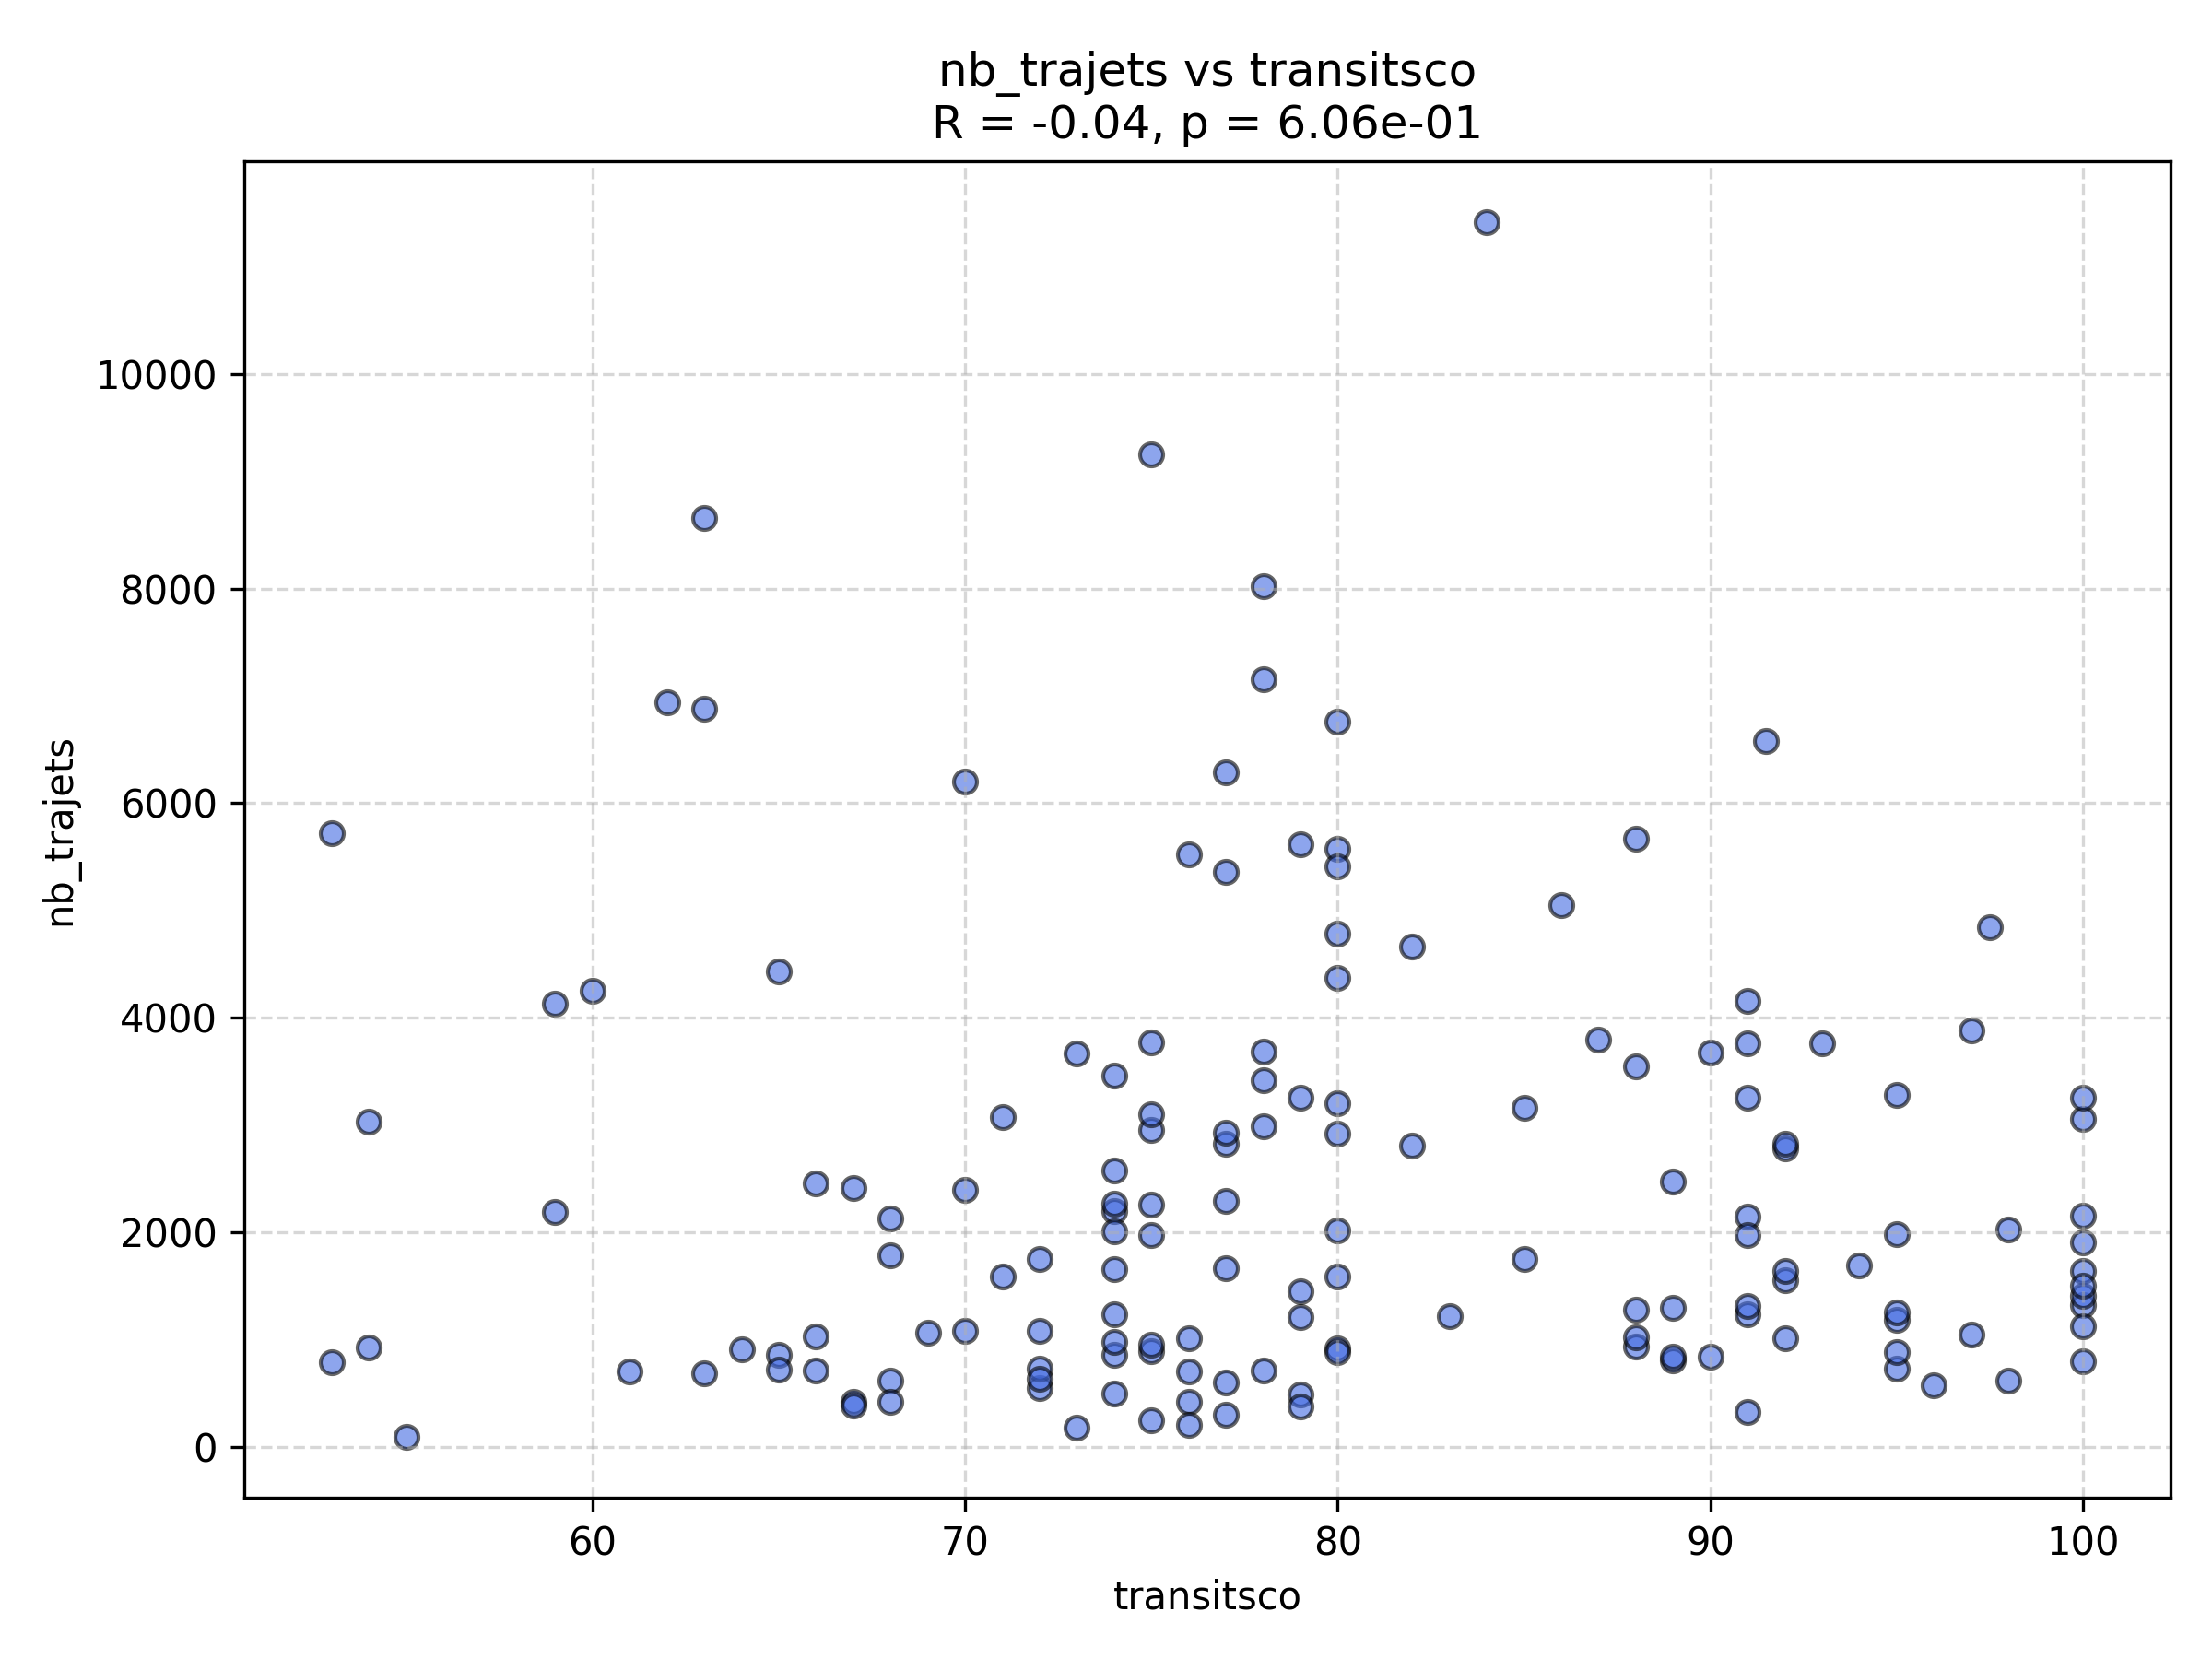 nb_trajets vs transitsco
R = -0.04, p = 6.06e-01
nb_trajets
10000
8000
6000
4000
2000
0
60
70
80
90
100
transitsco